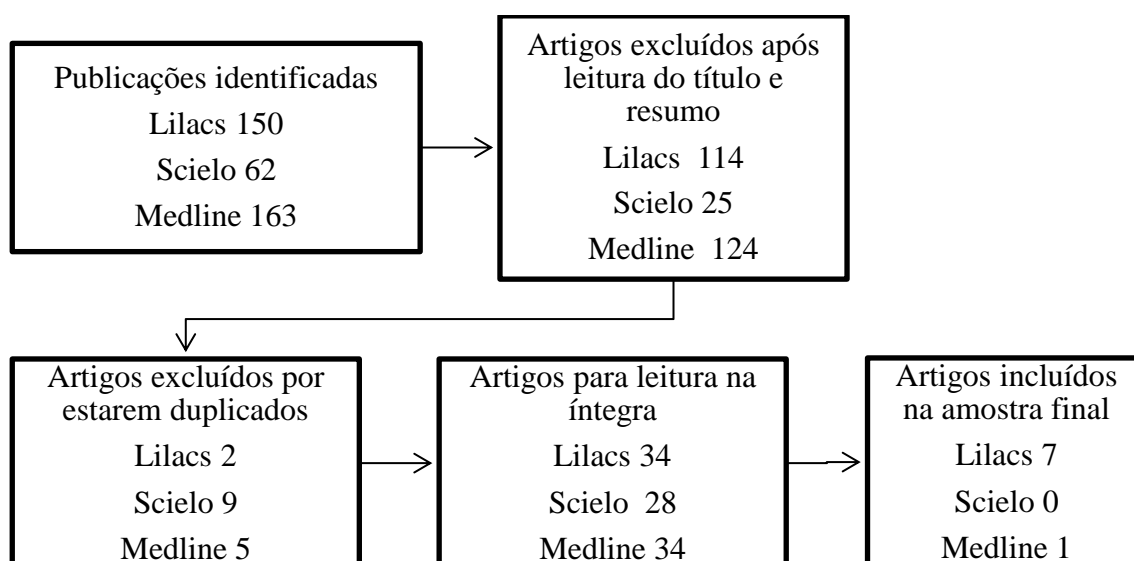 Publicações identificadas
Lilacs 150
Scielo 62
Medline 163
Artigos excluídos após
leitura do título e
resumo
Lilacs 114
Scielo 25
Medline 124
Artigos excluídos por
estarem duplicados
Lilacs 2
Scielo 9
Medline 5
Artigos para leitura na
íntegra
Lilacs 34
Scielo 28
Medline 34
Artigos incluídos
na amostra final
Lilacs 7
Scielo 0
Medline 1